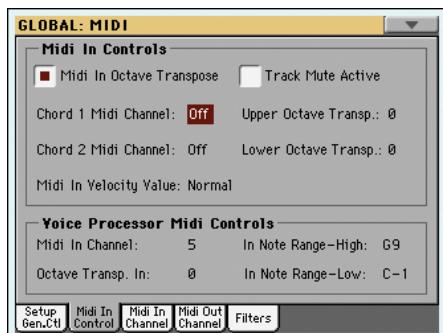 GLOBAL: MIDI
Midi In Controls
Midi In Octave Transpose Track Mute Active
Chord 1 Midi Channel: Off Upper Octave Transp.: 0
Chord 2 Midi Channel: Off Lower Octave Transp.: 0
Midi In Velocity Value: Normal
Voice Processor Midi Controls
Midi In Channel: 5 In Note Range-High: G9
Octave Transp. In: 0 In Note Range-Low: C-1
Setup Midi In Midi In Midi Out
Gen.Ctl Control Channel Channel Filters